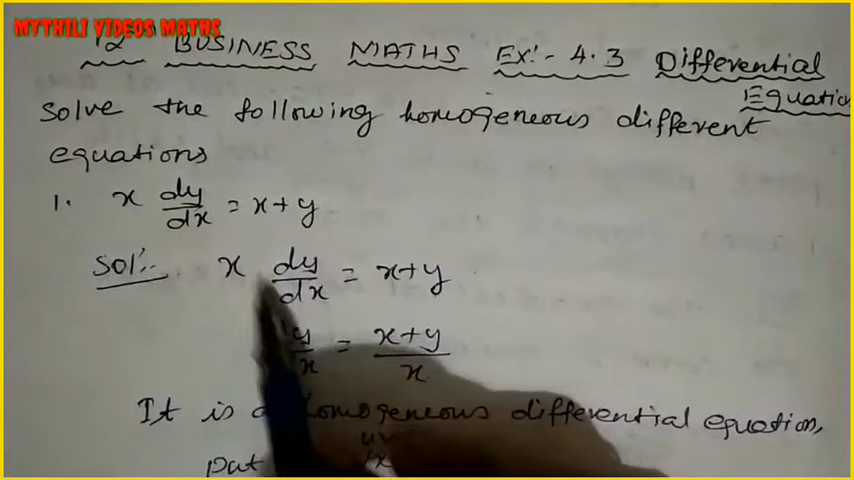 MYTHILI VIDEOS MATHS
12 BUSINESS MATHS EX:- 4.3 Differential
Equation
Solve the following homogeneous different
equations
1. x dy/dx = x+y
Sol:- x dy/dx = x+y
y/x = x+y/x
It is a homogeneous differential equation,
put